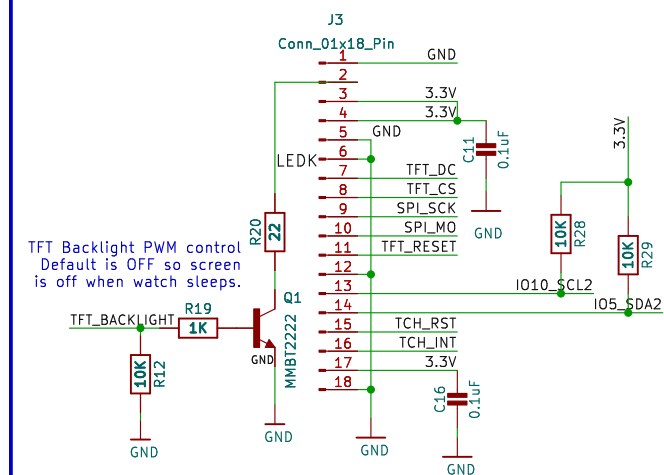 J3
Conn_01x18_Pin
1
GND
2
3
3.3V
4
3.3V
5
GND
6
LEDK
7
TFT_DC
8
TFT_CS
9
SPI_SCK
10
SPI_MO
11
TFT_RESET
12
13
IO10_SCL2
14
IO5_SDA2
15
TCH_RST
16
TCH_INT
17
3.3V
18
C11
0.1uF
GND
3.3V
R28
10K
R29
10K
R20
22
TFT Backlight PWM control
Default is OFF so screen
is off when watch sleeps.
Q1
MMBT2222
GND
TFT_BACKLIGHT
R19
1K
R12
10K
GND
GND
GND
C16
0.1uF
GND